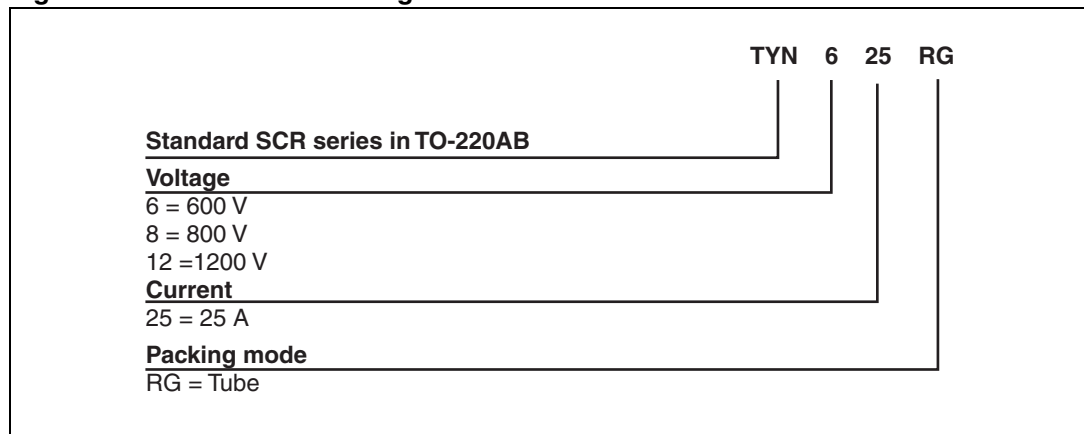 TYN 6 25 RG
Standard SCR series in TO-220AB
Voltage
6 = 600 V
8 = 800 V
12 =1200 V
Current
25 = 25 A
Packing mode
RG = Tube